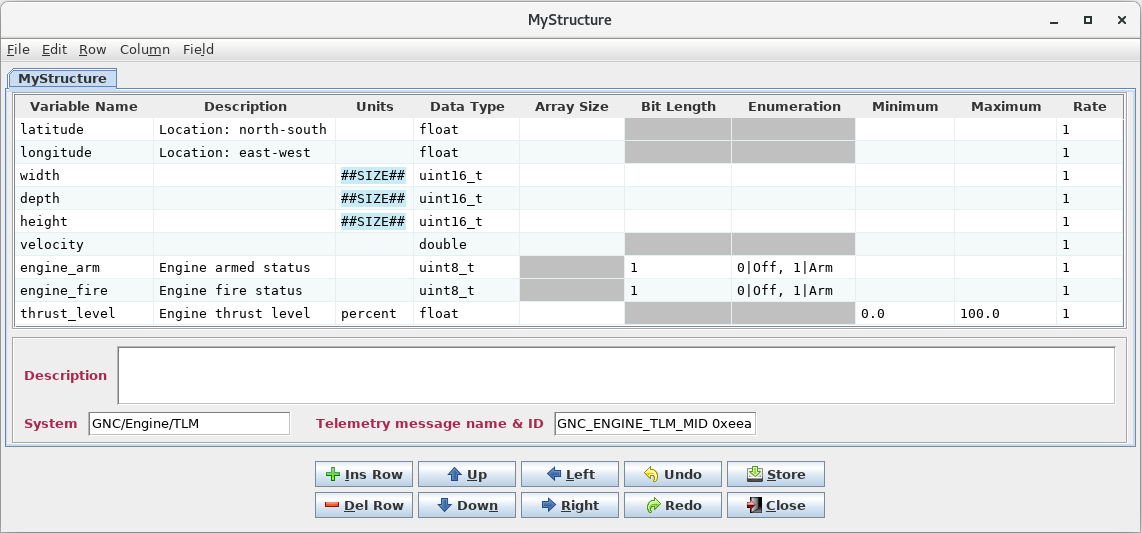 MyStructure
File Edit Row Column Field
MyStructure
Variable Name Description Units Data Type Array Size Bit Length Enumeration Minimum Maximum Rate
latitude Location: north-south float 1
longitude Location: east-west float 1
width ##SIZE## uint16_t 1
depth ##SIZE## uint16_t 1
height ##SIZE## uint16_t 1
velocity double 1
engine_arm Engine armed status uint8_t 1 0|Off, 1|Arm 1
engine_fire Engine fire status uint8_t 1 0|Off, 1|Arm 1
thrust_level Engine thrust level percent float 0.0 100.0 1
Description
System GNC/Engine/TLM Telemetry message name & ID GNC_ENGINE_TLM_MID 0xeea
Ins Row Up Left Undo Store
Del Row Down Right Redo Close